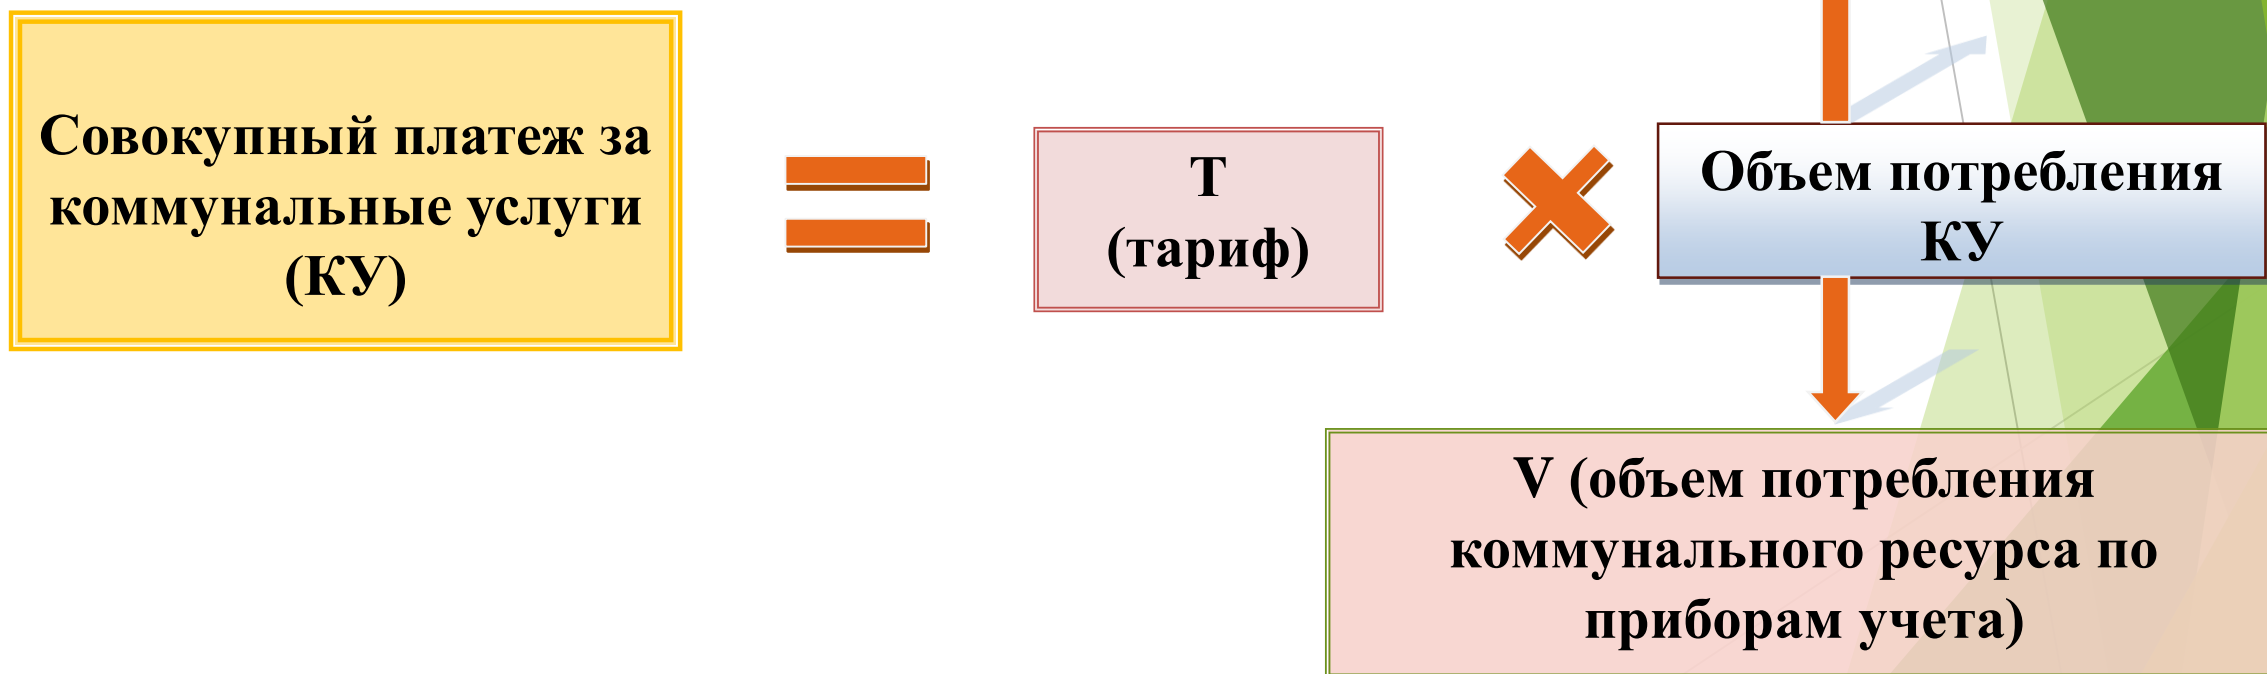 Совокупный платеж за
коммунальные услуги
(КУ)
Т
(тариф)
Объем потребления
КУ
V (объем потребления
коммунального ресурса по
приборам учета)